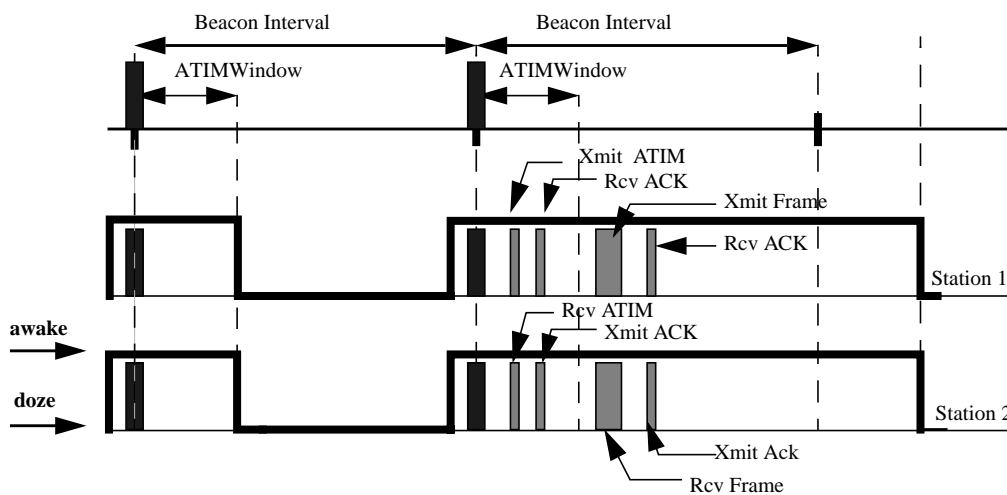 Beacon Interval
Beacon Interval
ATIMWindow
ATIMWindow
Xmit ATIM
Rcv ACK
Xmit Frame
Rcv ACK
Station 1
Rcv ATIM
awake
Xmit ACK
doze
Station 2
Xmit Ack
Rcv Frame